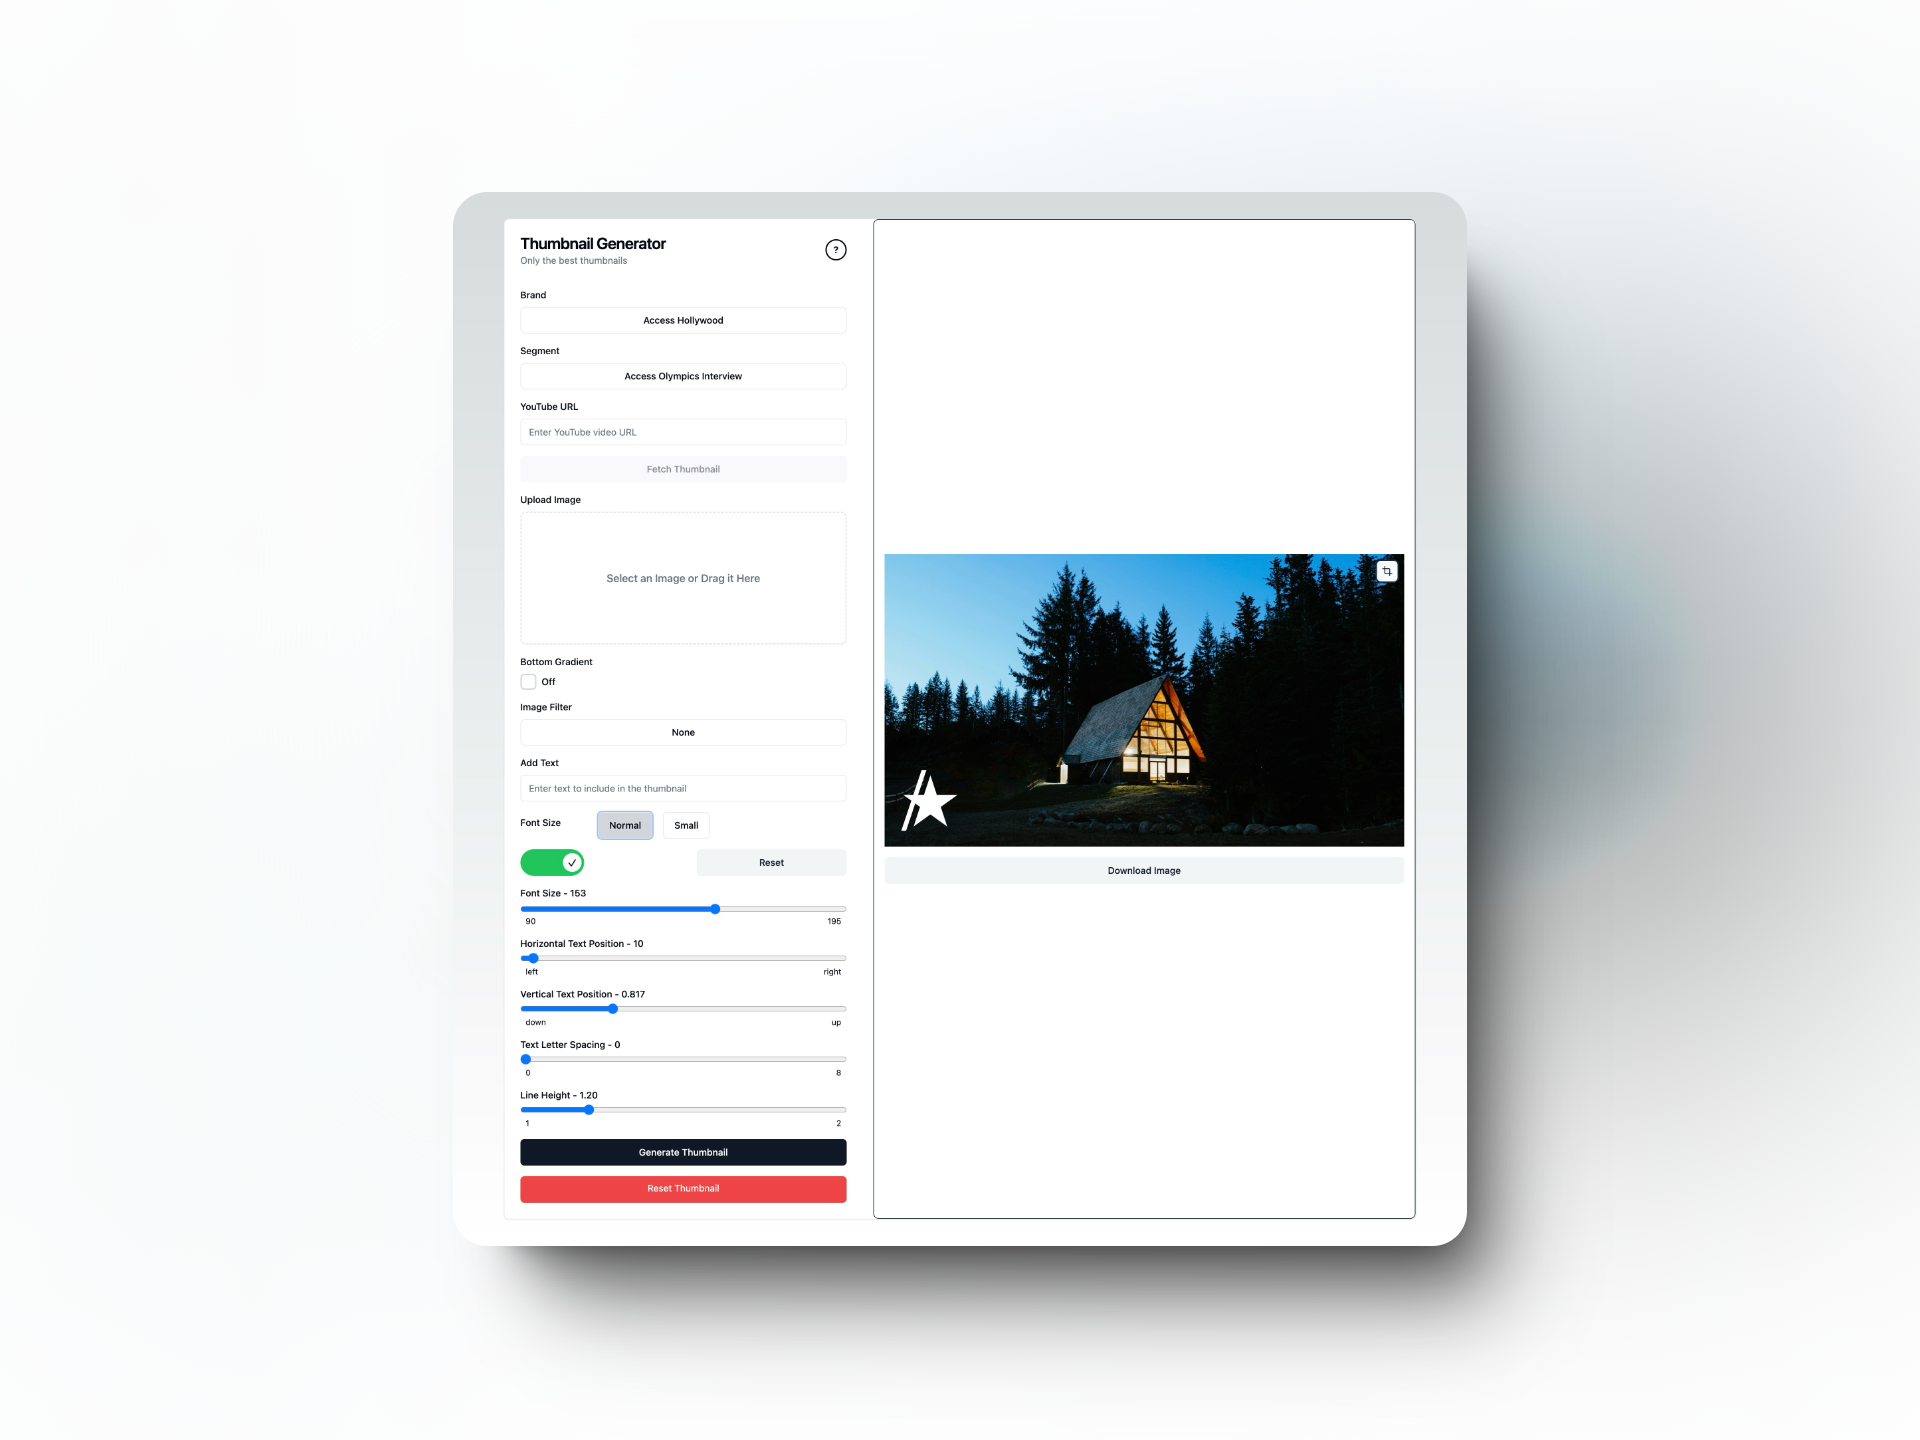 Thumbnail Generator
Only the best thumbnails
?
Brand
Access Hollywood
Segment
Access Olympics Interview
YouTube URL
Enter YouTube video URL
Fetch Thumbnail
Upload Image
Select an Image or Drag it Here
Bottom Gradient
Off
Image Filter
None
Add Text
Enter text to include in the thumbnail
Font Size Normal Small
Reset
Font Size - 153
90 195
Horizontal Text Position - 10
left right
Vertical Text Position - 0.817
down up
Text Letter Spacing - 0
0 8
Line Height - 1.20
1 2
Generate Thumbnail
Reset Thumbnail
Download Image